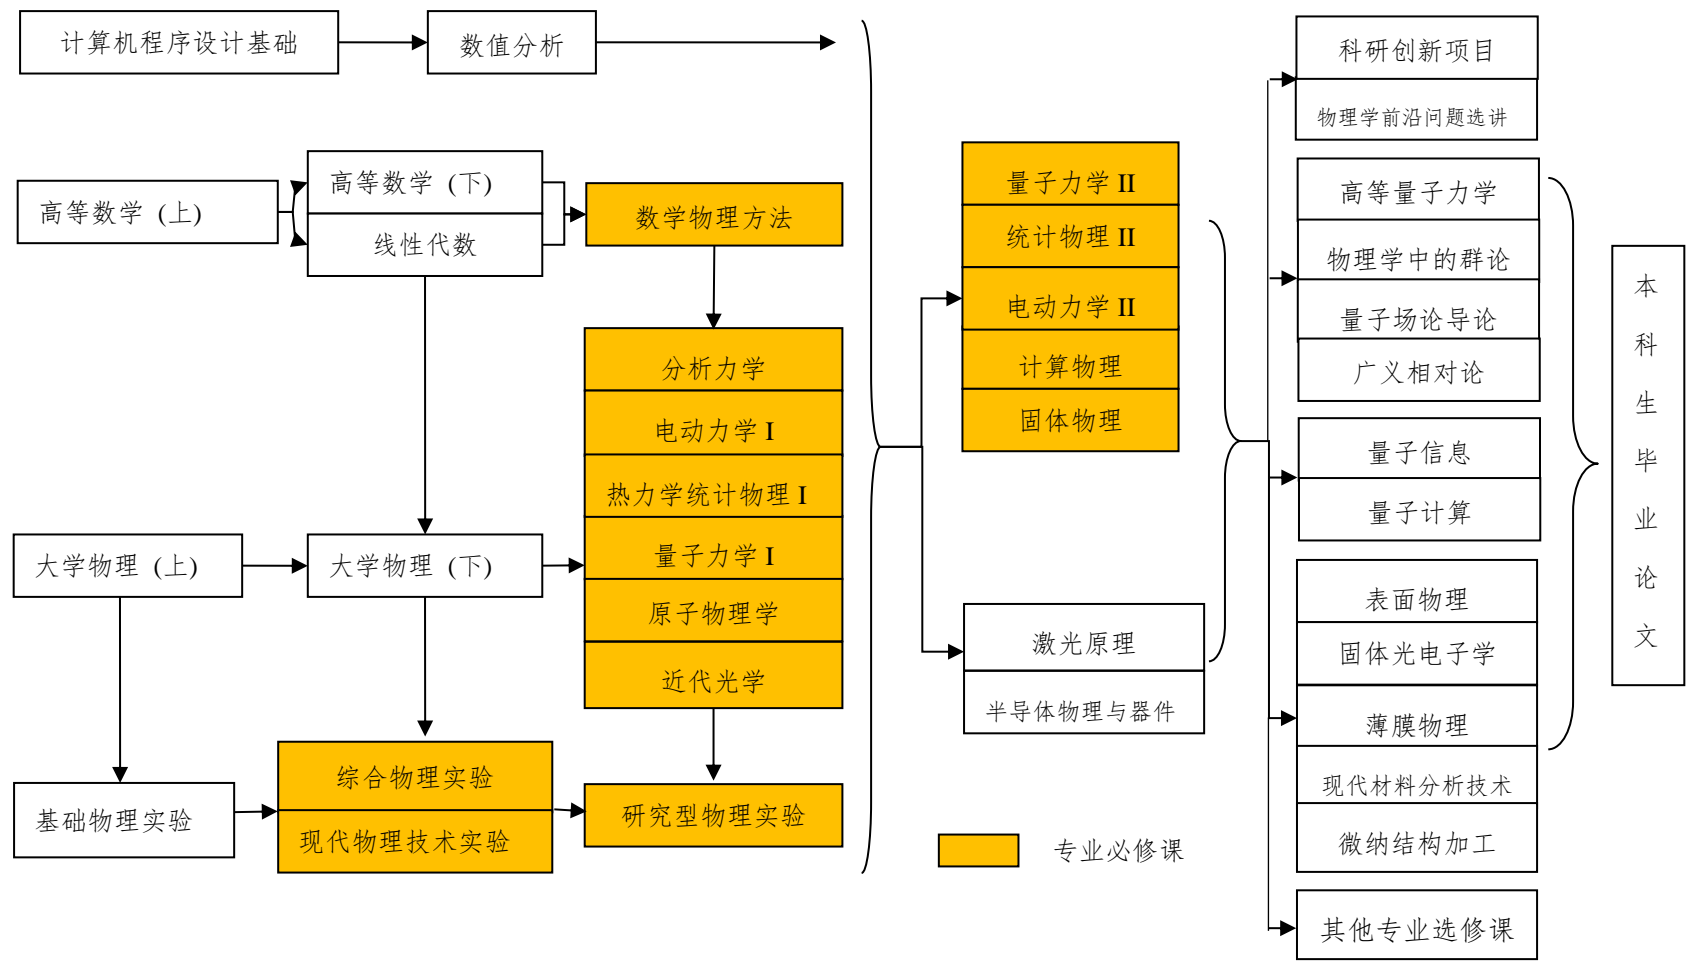 计算机程序设计基础
数值分析
高等数学 (上)
高等数学 (下)
线性代数
数学物理方法
分析力学
电动力学 I
热力学统计物理 I
量子力学 I
原子物理学
近代光学
大学物理 (上)
大学物理 (下)
基础物理实验
综合物理实验
现代物理技术实验
研究型物理实验
量子力学 II
统计物理 II
电动力学 II
计算物理
固体物理
激光原理
半导体物理与器件
专业必修课
科研创新项目
物理学前沿问题选讲
高等量子力学
物理学中的群论
量子场论导论
广义相对论
量子信息
量子计算
表面物理
固体光电子学
薄膜物理
现代材料分析技术
微纳结构加工
其他专业选修课
本科生毕业论文